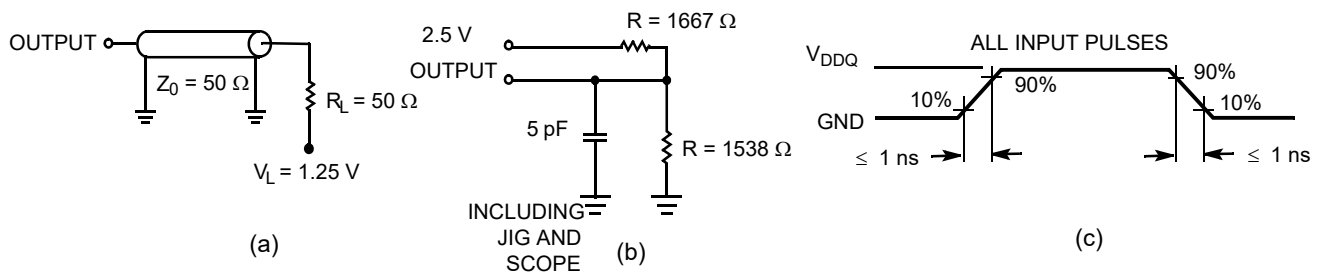 OUTPUT
Z0 = 50 Ω
RL = 50 Ω
VL = 1.25 V
(a)
R = 1667 Ω
2.5 V
OUTPUT
5 pF
R = 1538 Ω
INCLUDING
JIG AND
SCOPE
(b)
ALL INPUT PULSES
VDDQ
90%
90%
10%
10%
GND
≤ 1 ns
≤ 1 ns
(c)